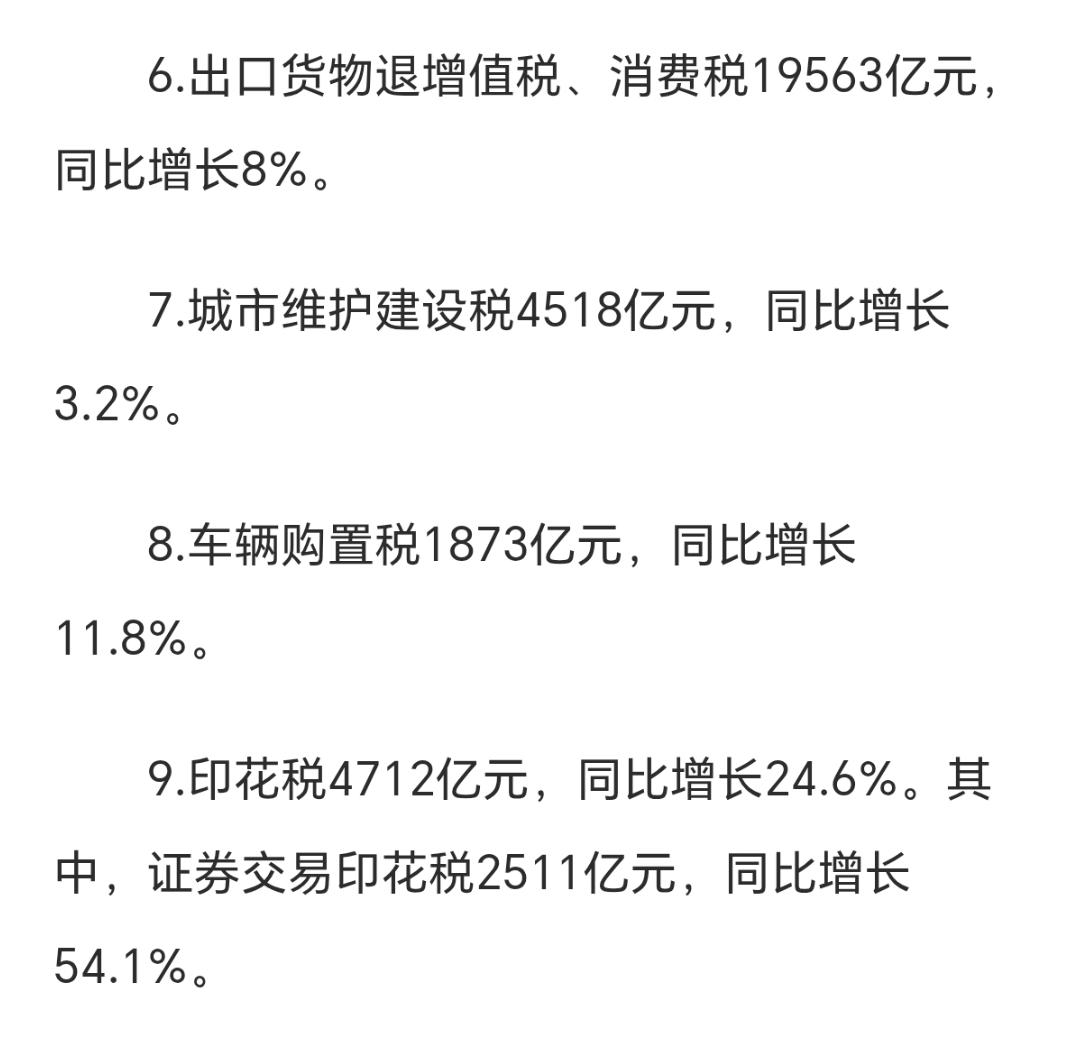 6.出口货物退增值税、消费税19563亿元，
同比增长8%。
7.城市维护建设税4518亿元，同比增长
3.2%。
8.车辆购置税1873亿元，同比增长
11.8%。
9.印花税4712亿元，同比增长24.6%。其
中，证券交易印花税2511亿元，同比增长
54.1%。